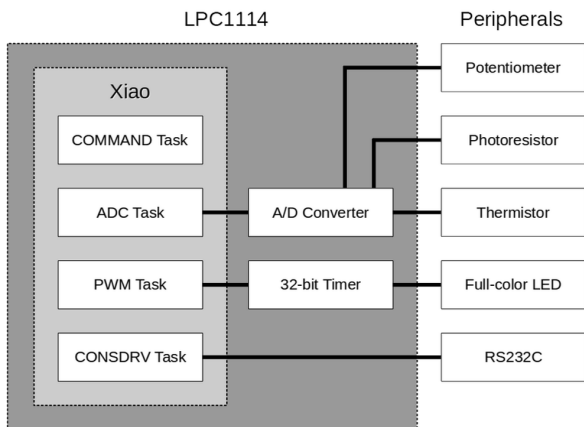 LPC1114
Peripherals
Xiao
Potentiometer
COMMAND Task
Photoresistor
ADC Task
A/D Converter
Thermistor
PWM Task
32-bit Timer
Full-color LED
CONSDRV Task
RS232C